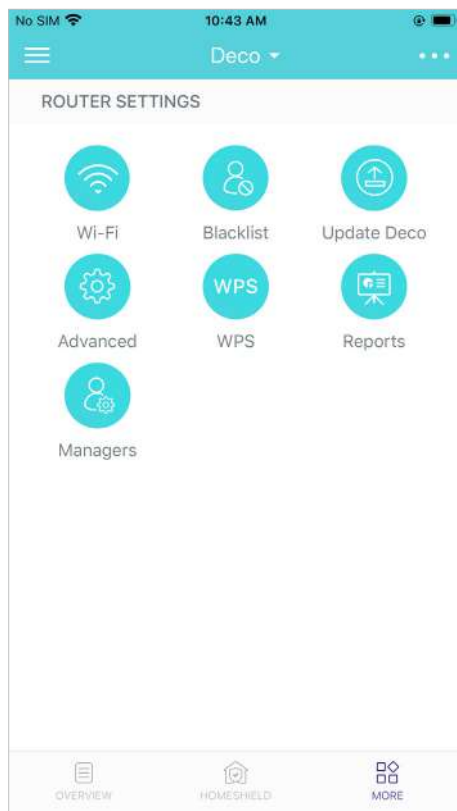 No SIM 10:43 AM
Deco
ROUTER SETTINGS
Wi-Fi Blacklist Update Deco
WPS
Advanced WPS Reports
Managers
OVERVIEW HOMESHIELD MORE